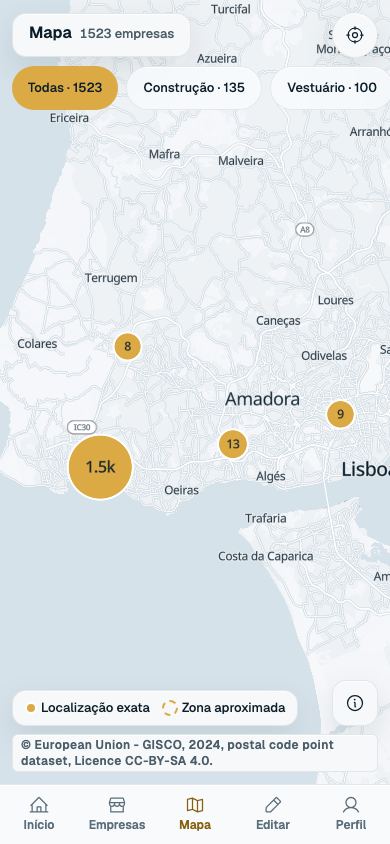 Turcifal
Mapa 1523 empresas
Azueira
Todas · 1523
Construção · 135
Vestuário · 100
Ericeira
Arranhó
Mafra
Malveira
A8
Terrugem
Loures
Caneças
Colares
8
Odivelas
Amadora
9
IC30
13
1.5k
Lisboa
Algés
Oeiras
Trafaria
Costa da Caparica
Localização exata
Zona aproximada
© European Union - GISCO, 2024, postal code point
dataset, Licence CC-BY-SA 4.0.
Início
Empresas
Mapa
Editar
Perfil